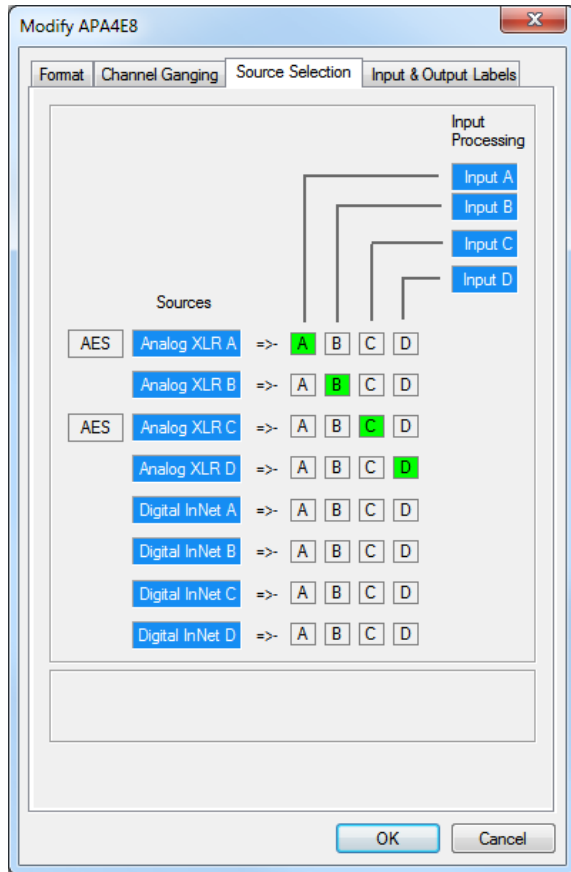 Modify APA4E8
Format Channel Ganging Source Selection Input & Output Labels
Input
Processing
Input A
Input B
Input C
Input D
Sources
AES Analog XLR A =>- A B C D
Analog XLR B =>- A B C D
AES Analog XLR C =>- A B C D
Analog XLR D =>- A B C D
Digital InNet A =>- A B C D
Digital InNet B =>- A B C D
Digital InNet C =>- A B C D
Digital InNet D =>- A B C D
OK Cancel